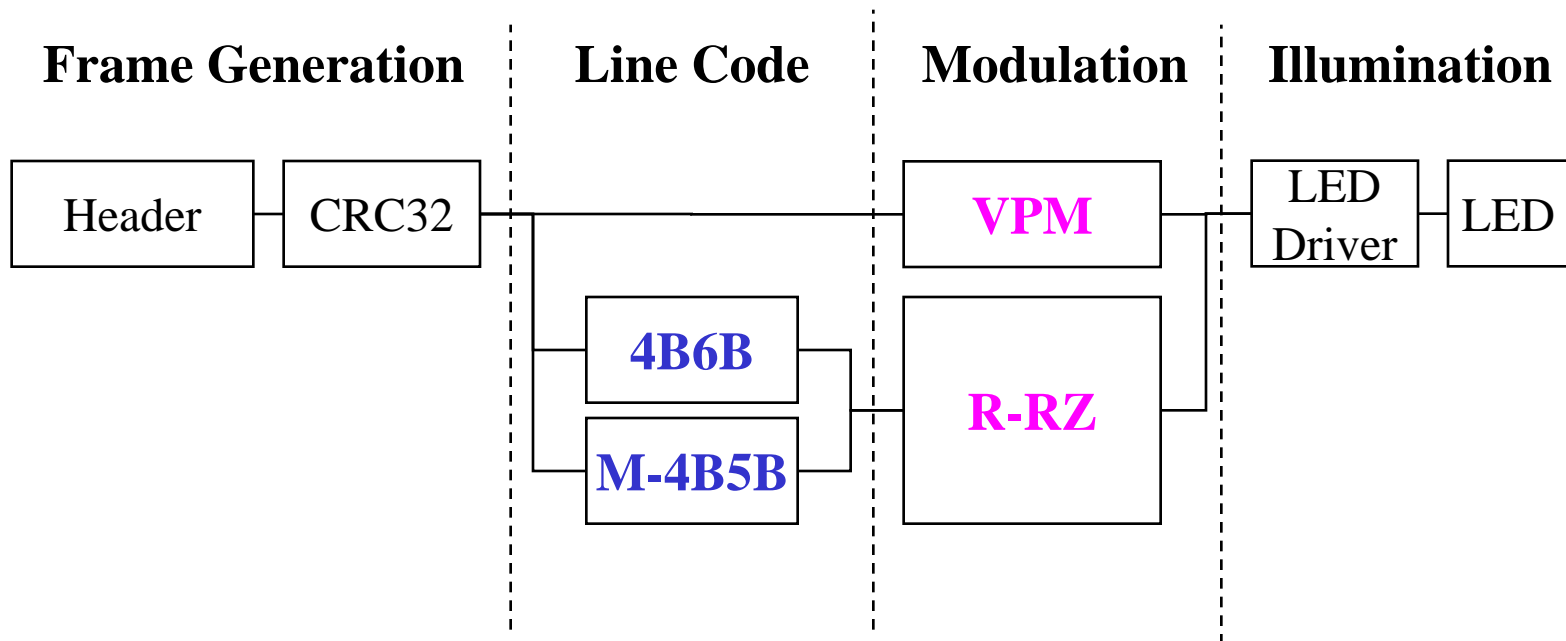 Frame Generation
Line Code
Modulation
Illumination
Header
CRC32
VPM
LED
Driver
LED
4B6B
R-RZ
M-4B5B